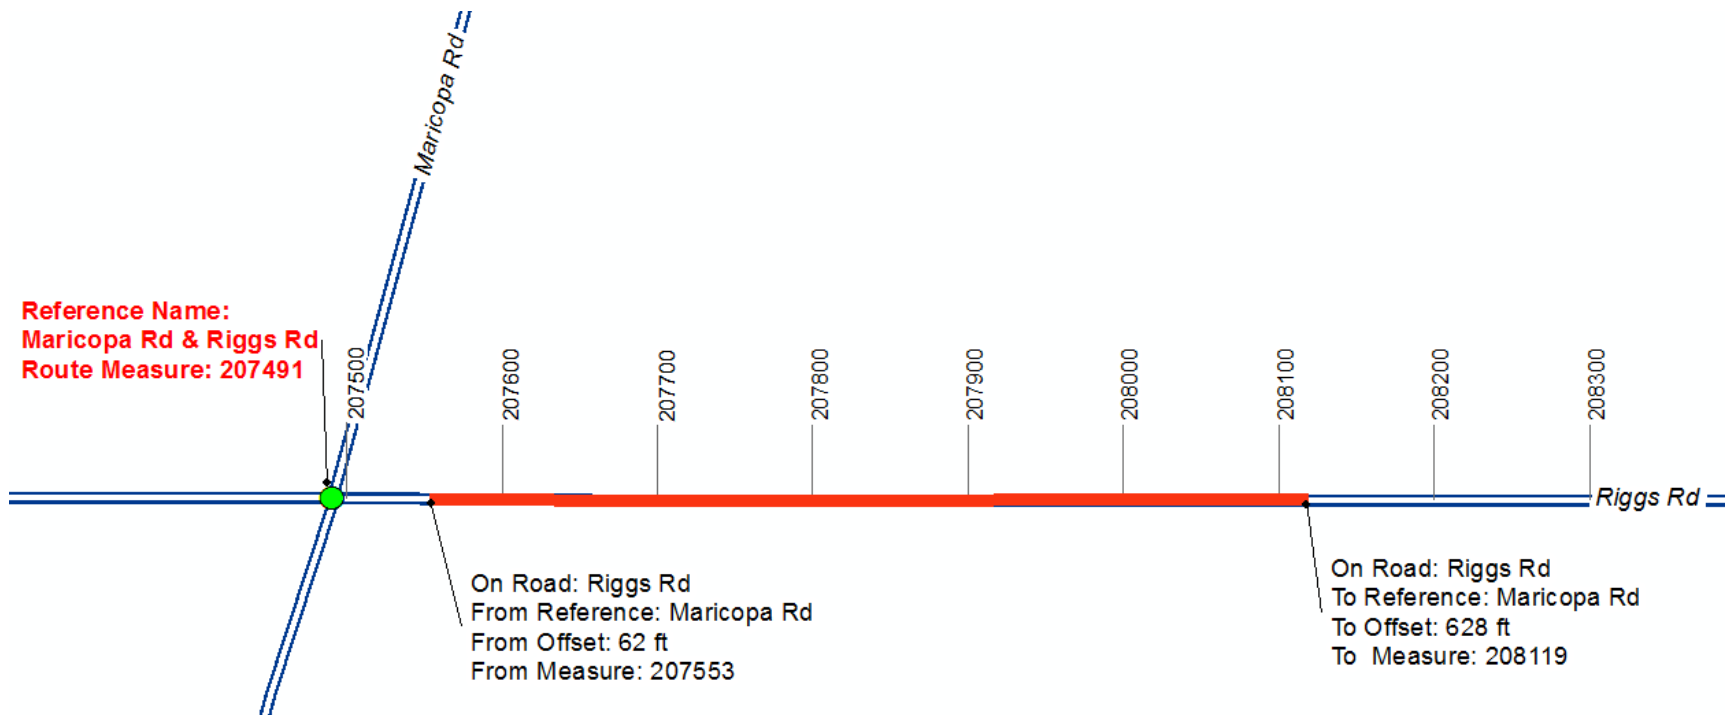 Maricopa Rd
Reference Name:
Maricopa Rd & Riggs Rd
Route Measure: 207491
207500
207600
207700
207800
207900
208000
208100
208200
208300
Riggs Rd
On Road: Riggs Rd
From Reference: Maricopa Rd
From Offset: 62 ft
From Measure: 207553
On Road: Riggs Rd
To Reference: Maricopa Rd
To Offset: 628 ft
To  Measure: 208119